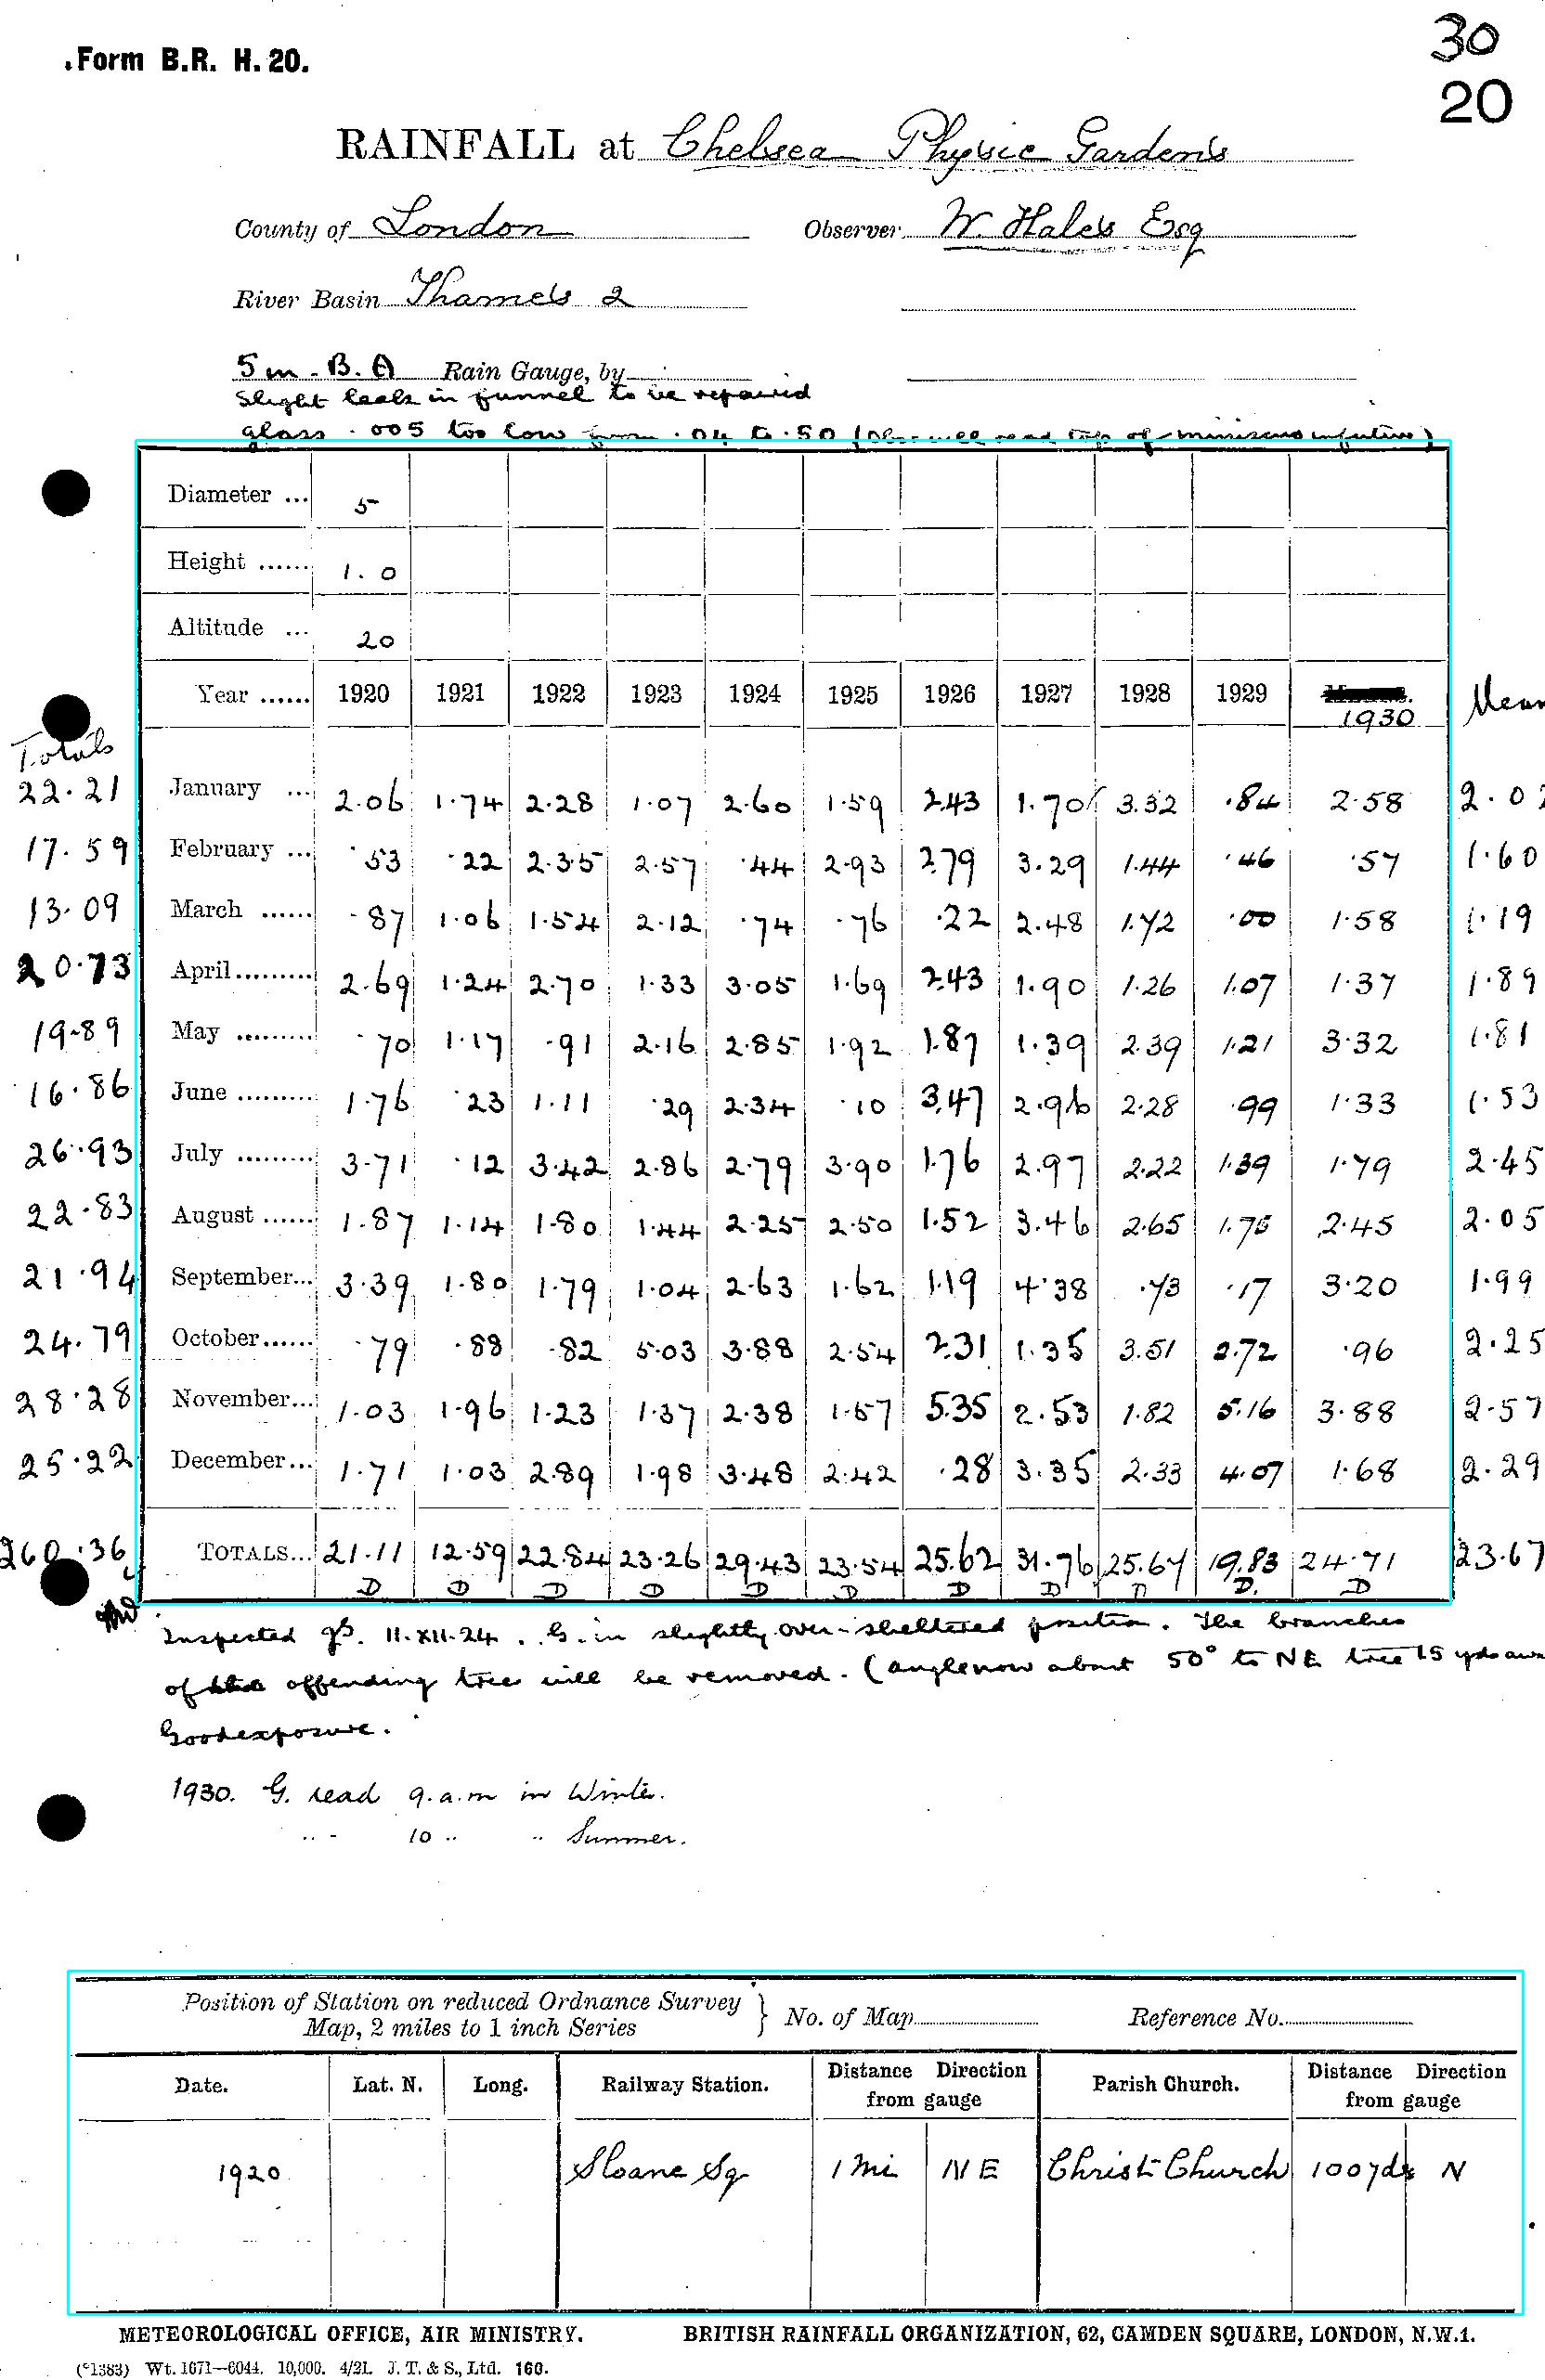 Form B.R. H. 20.
30
20
RAINFALL at Chelsea Physic Gardens
County of London Observer W. Hales Esq
River Basin Thames 2
5 in. B.A Rain Gauge, by
Slight leak in funnel to be repaired
glass .005 too low from .04 to .50 (Obs will read top of miniscus in future)
Diameter ... 5
Height ...... 1.0
Altitude ... 20
Year ...... 1920 1921 1922 1923 1924 1925 1926 1927 1928 1929 1930 Mean
Totals
22.21 January ... 2.06 1.74 2.28 1.07 2.60 1.59 2.43 1.70 3.32 .84 2.58 2.02
17.59 February ... .53 .22 2.35 2.57 .44 2.93 2.79 3.29 1.44 .46 .57 1.60
13.09 March ...... .87 1.06 1.54 2.12 .74 .76 .22 2.48 1.72 .00 1.58 1.19
20.73 April ......... 2.69 1.24 2.70 1.33 3.05 1.69 2.43 1.90 1.26 1.07 1.37 1.89
19.89 May ......... .70 1.17 .91 2.16 2.85 1.92 1.87 1.39 2.39 1.21 3.32 1.81
16.86 June ......... 1.76 .23 1.11 .29 2.34 .10 3.47 2.96 2.28 .99 1.33 1.53
26.93 July ......... 3.71 .12 3.42 2.86 2.79 3.90 1.76 2.97 2.22 1.39 1.79 2.45
22.83 August ...... 1.87 1.14 1.80 1.44 2.25 2.50 1.52 3.46 2.65 1.75 2.45 2.05
21.94 September... 3.39 1.80 1.79 1.04 2.63 1.62 1.19 4.38 .73 .17 3.20 1.99
24.79 October...... .79 .88 .82 5.03 3.88 2.54 2.31 1.35 3.51 2.72 .96 2.25
28.28 November... 1.03 1.96 1.23 1.37 2.38 1.57 5.35 2.53 1.82 5.16 3.88 2.57
25.22 December... 1.71 1.03 2.89 1.98 3.48 2.42 .28 3.35 2.33 4.07 1.68 2.29
260.36 TOTALS... 21.11 12.59 22.84 23.26 29.43 23.54 25.62 31.76 25.67 19.83 24.71 23.67
D D D D D D D D D D. D
Inspected 11.XII.24. G. in slightly over-sheltered position. The branches
of offending tree will be removed. (angle now about 50° to NE tree 15 yds
Good exposure.
1930. G. read 9. a.m in Winter.
.. - 10 .. .. Summer.
Position of Station on reduced Ordnance Survey Map, 2 miles to 1 inch Series } No. of Map Reference No.
Date. Lat. N. Long. Railway Station. Distance Direction from gauge Parish Church. Distance Direction from gauge
1920 Sloane Sq 1 mi NE Christ Church 100yds N
METEOROLOGICAL OFFICE, AIR MINISTRY. BRITISH RAINFALL ORGANIZATION, 62, CAMDEN SQUARE, LONDON, N.W.1.
(*1383) Wt. 1671—6044. 10,000. 4/21. J. T. & S., Ltd. 160.